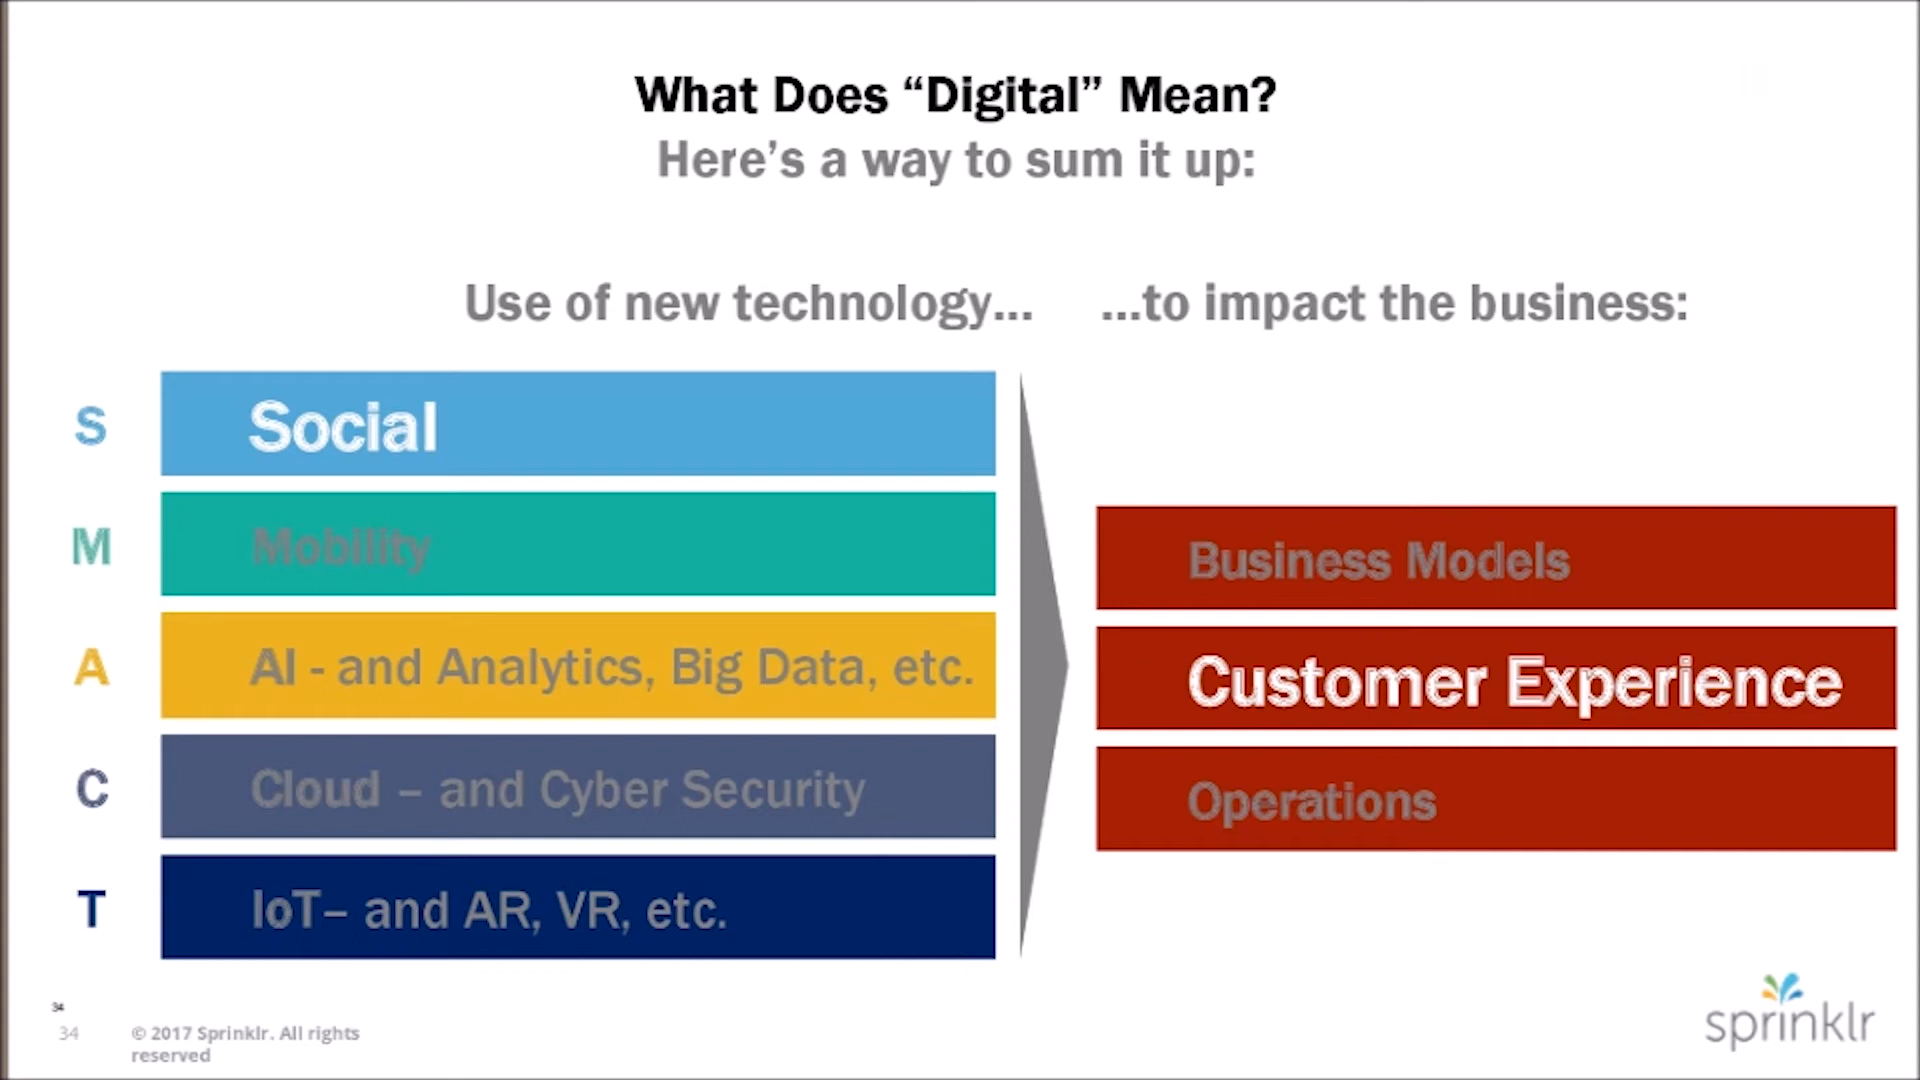 What Does “Digital” Mean?
Here’s a way to sum it up:
Use of new technology...
...to impact the business:
S
Social
M
Mobility
A
AI - and Analytics, Big Data, etc.
C
Cloud – and Cyber Security
T
IoT– and AR, VR, etc.
Business Models
Customer Experience
Operations
34
34
© 2017 Sprinklr. All rights
reserved
sprinklr